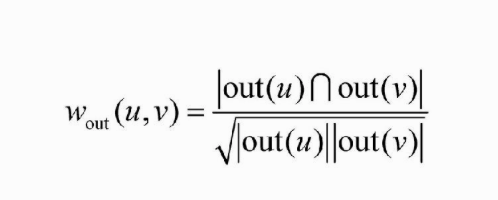 w_out (u, v) = |out(u) ⋂ out(v)| / √|out(u)||out(v)|